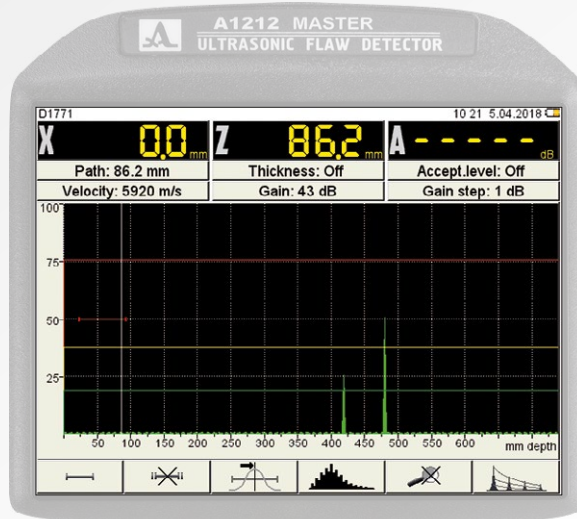 A1212 MASTER
ULTRASONIC FLAW DETECTOR
D1771 10 21 5.04.2018
X 0.0 mm Z 86.2 mm A - - - - - dB
Path: 86.2 mm Thickness: Off Accept.level: Off
Velocity: 5920 m/s Gain: 43 dB Gain step: 1 dB
100
75
50
25
50 100 150 200 250 300 350 400 450 500 550 600 mm depth